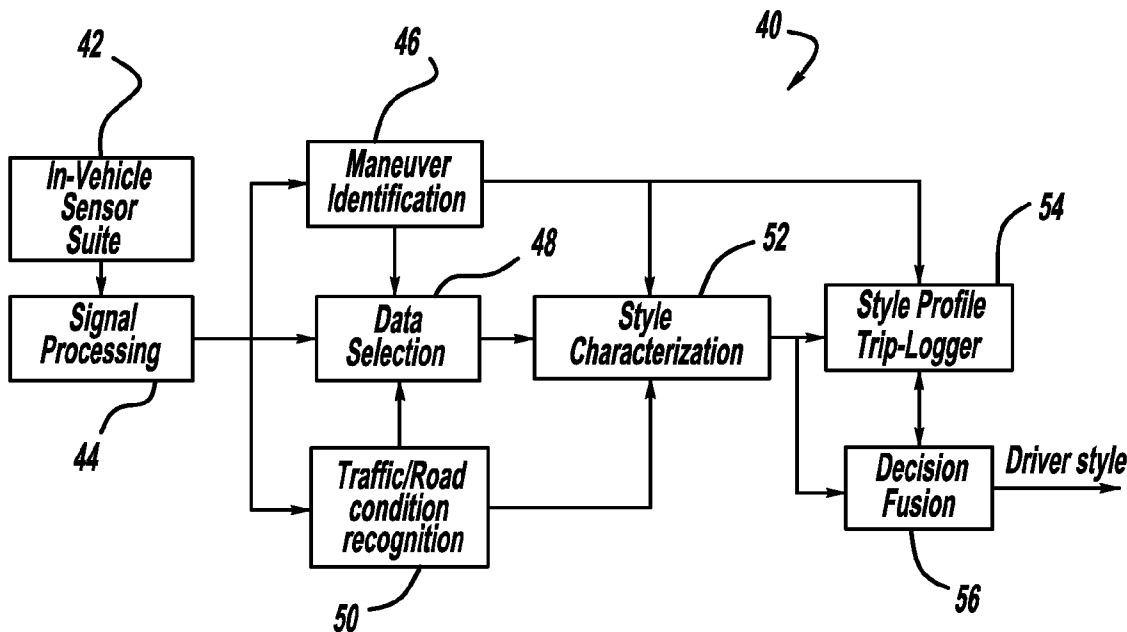 40
42
46
In-Vehicle
Sensor
Suite
Maneuver
Identification
54
48
52
Signal
Processing
Data
Selection
Style
Characterization
Style Profile
Trip-Logger
44
Traffic/Road
condition
recognition
Decision
Fusion
Driver style
50
56